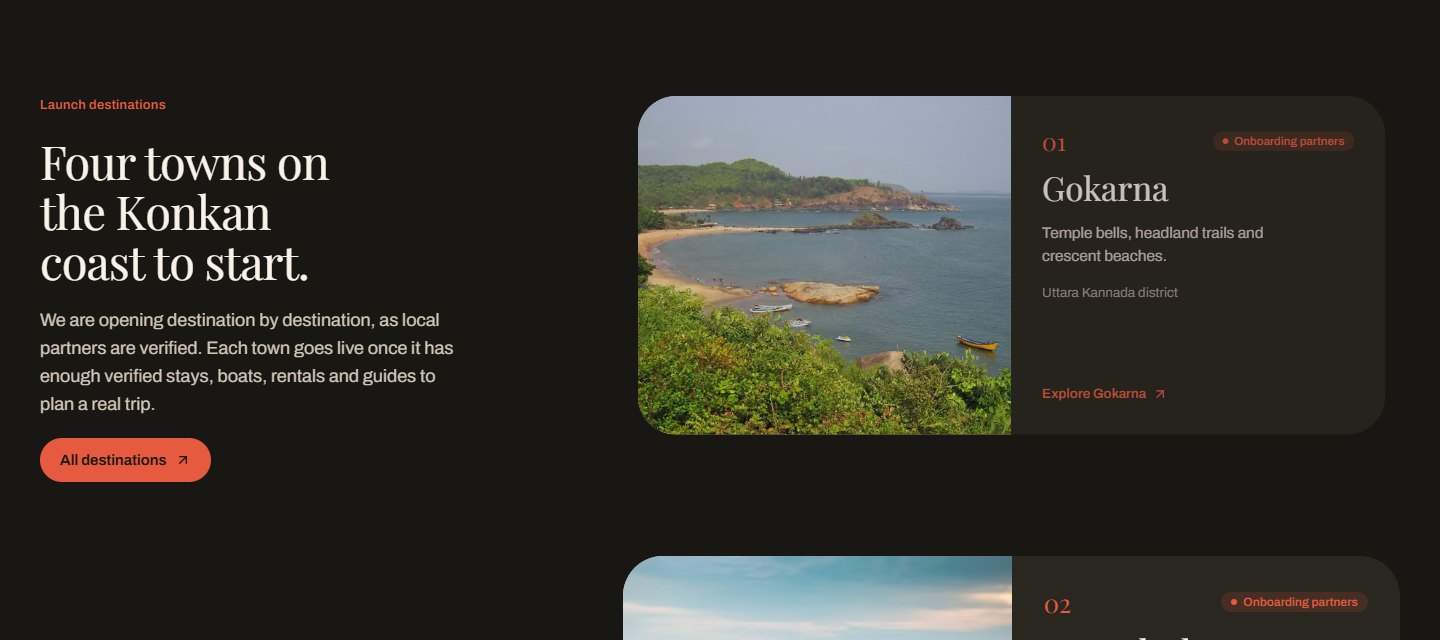 Launch destinations
Four towns on
the Konkan
coast to start.
We are opening destination by destination, as local
partners are verified. Each town goes live once it has
enough verified stays, boats, rentals and guides to
plan a real trip.
All destinations
01
Onboarding partners
Gokarna
Temple bells, headland trails and
crescent beaches.
Uttara Kannada district
Explore Gokarna
02
Onboarding partners